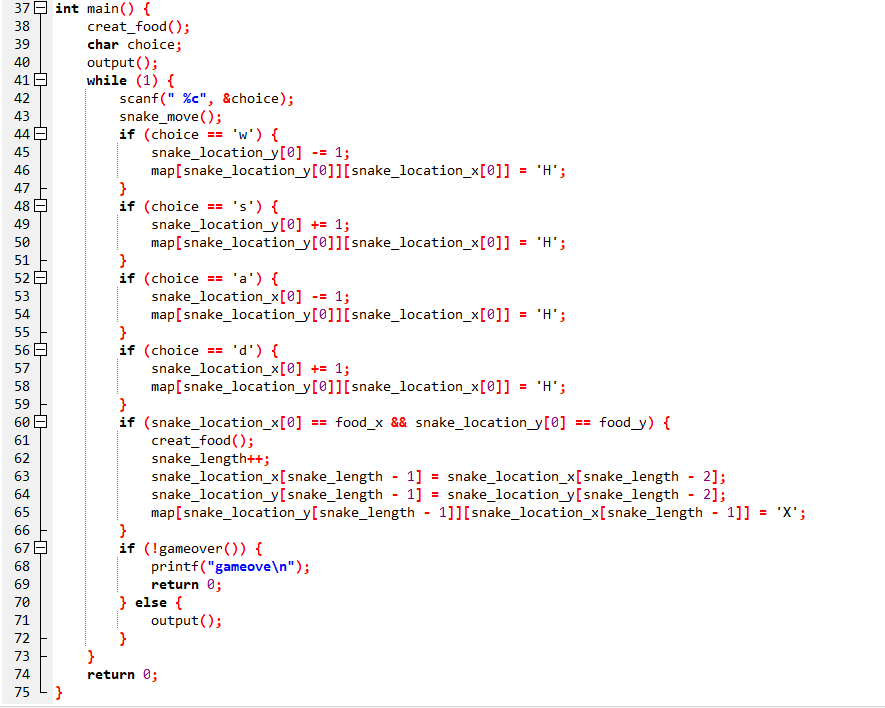 37 int main() {
38 creat_food();
39 char choice;
40 output();
41 while (1) {
42 scanf(" %c", &choice);
43 snake_move();
44 if (choice == 'w') {
45 snake_location_y[0] -= 1;
46 map[snake_location_y[0]][snake_location_x[0]] = 'H';
47 }
48 if (choice == 's') {
49 snake_location_y[0] += 1;
50 map[snake_location_y[0]][snake_location_x[0]] = 'H';
51 }
52 if (choice == 'a') {
53 snake_location_x[0] -= 1;
54 map[snake_location_y[0]][snake_location_x[0]] = 'H';
55 }
56 if (choice == 'd') {
57 snake_location_x[0] += 1;
58 map[snake_location_y[0]][snake_location_x[0]] = 'H';
59 }
60 if (snake_location_x[0] == food_x && snake_location_y[0] == food_y) {
61 creat_food();
62 snake_length++;
63 snake_location_x[snake_length - 1] = snake_location_x[snake_length - 2];
64 snake_location_y[snake_length - 1] = snake_location_y[snake_length - 2];
65 map[snake_location_y[snake_length - 1]][snake_location_x[snake_length - 1]] = 'X';
66 }
67 if (!gameover()) {
68 printf("gameove\n");
69 return 0;
70 } else {
71 output();
72 }
73 }
74 return 0;
75 }